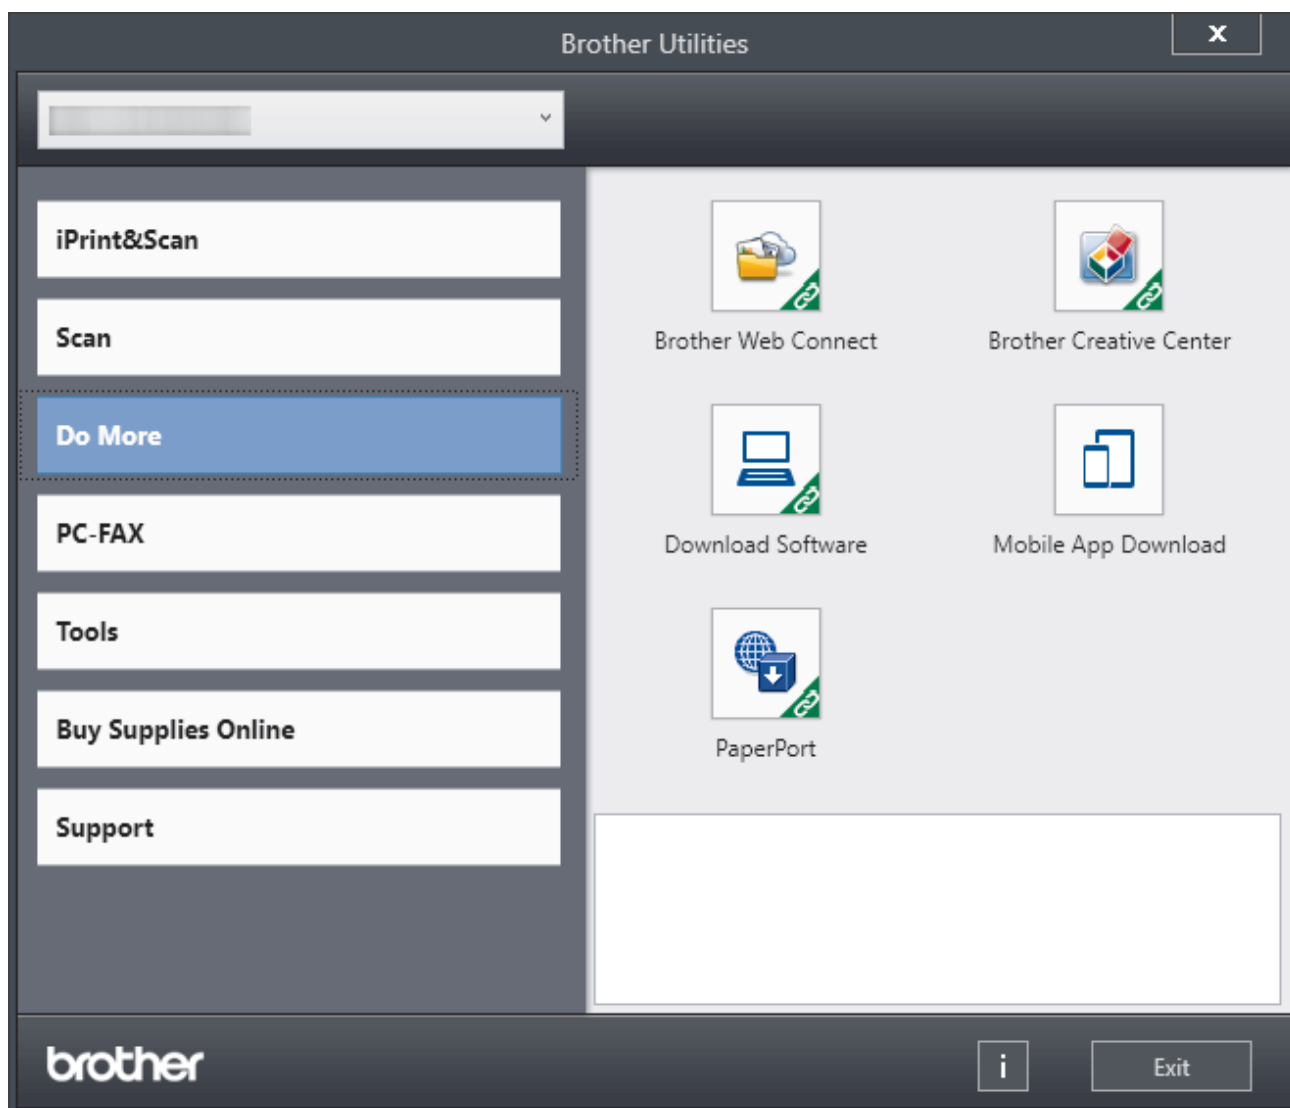 Brother Utilities
X
iPrint&Scan
Scan
Do More
PC-FAX
Tools
Buy Supplies Online
Support
Brother Web Connect
Brother Creative Center
Download Software
Mobile App Download
PaperPort
brother
i
Exit